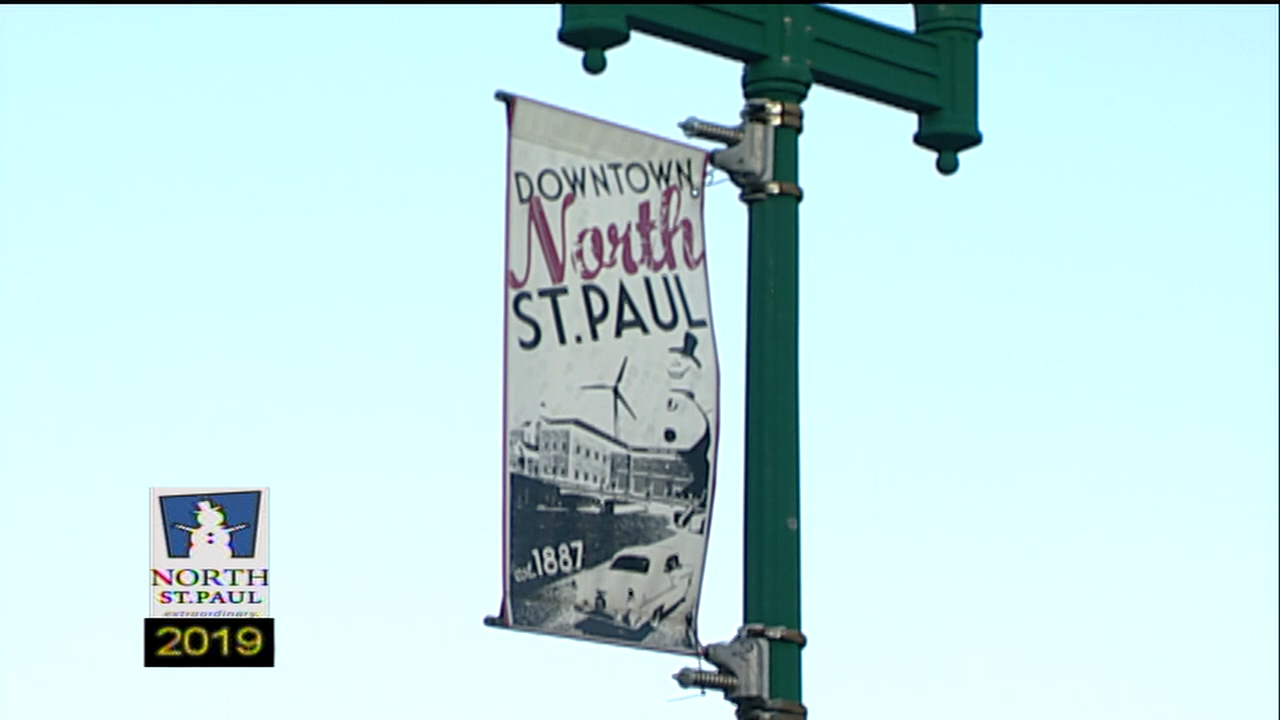 DOWNTOWN
North
ST. PAUL
est. 1887
NORTH
ST. PAUL
extraordinary.
2019